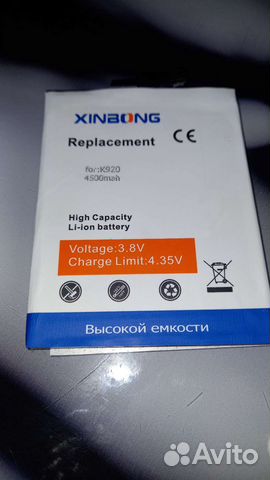 XINBONG
Replacement CE
for:K920
4500mah
High Capacity
Li-ion battery
Voltage:3.8V
Charge Limit:4.35V
Высокой емкости
Avito